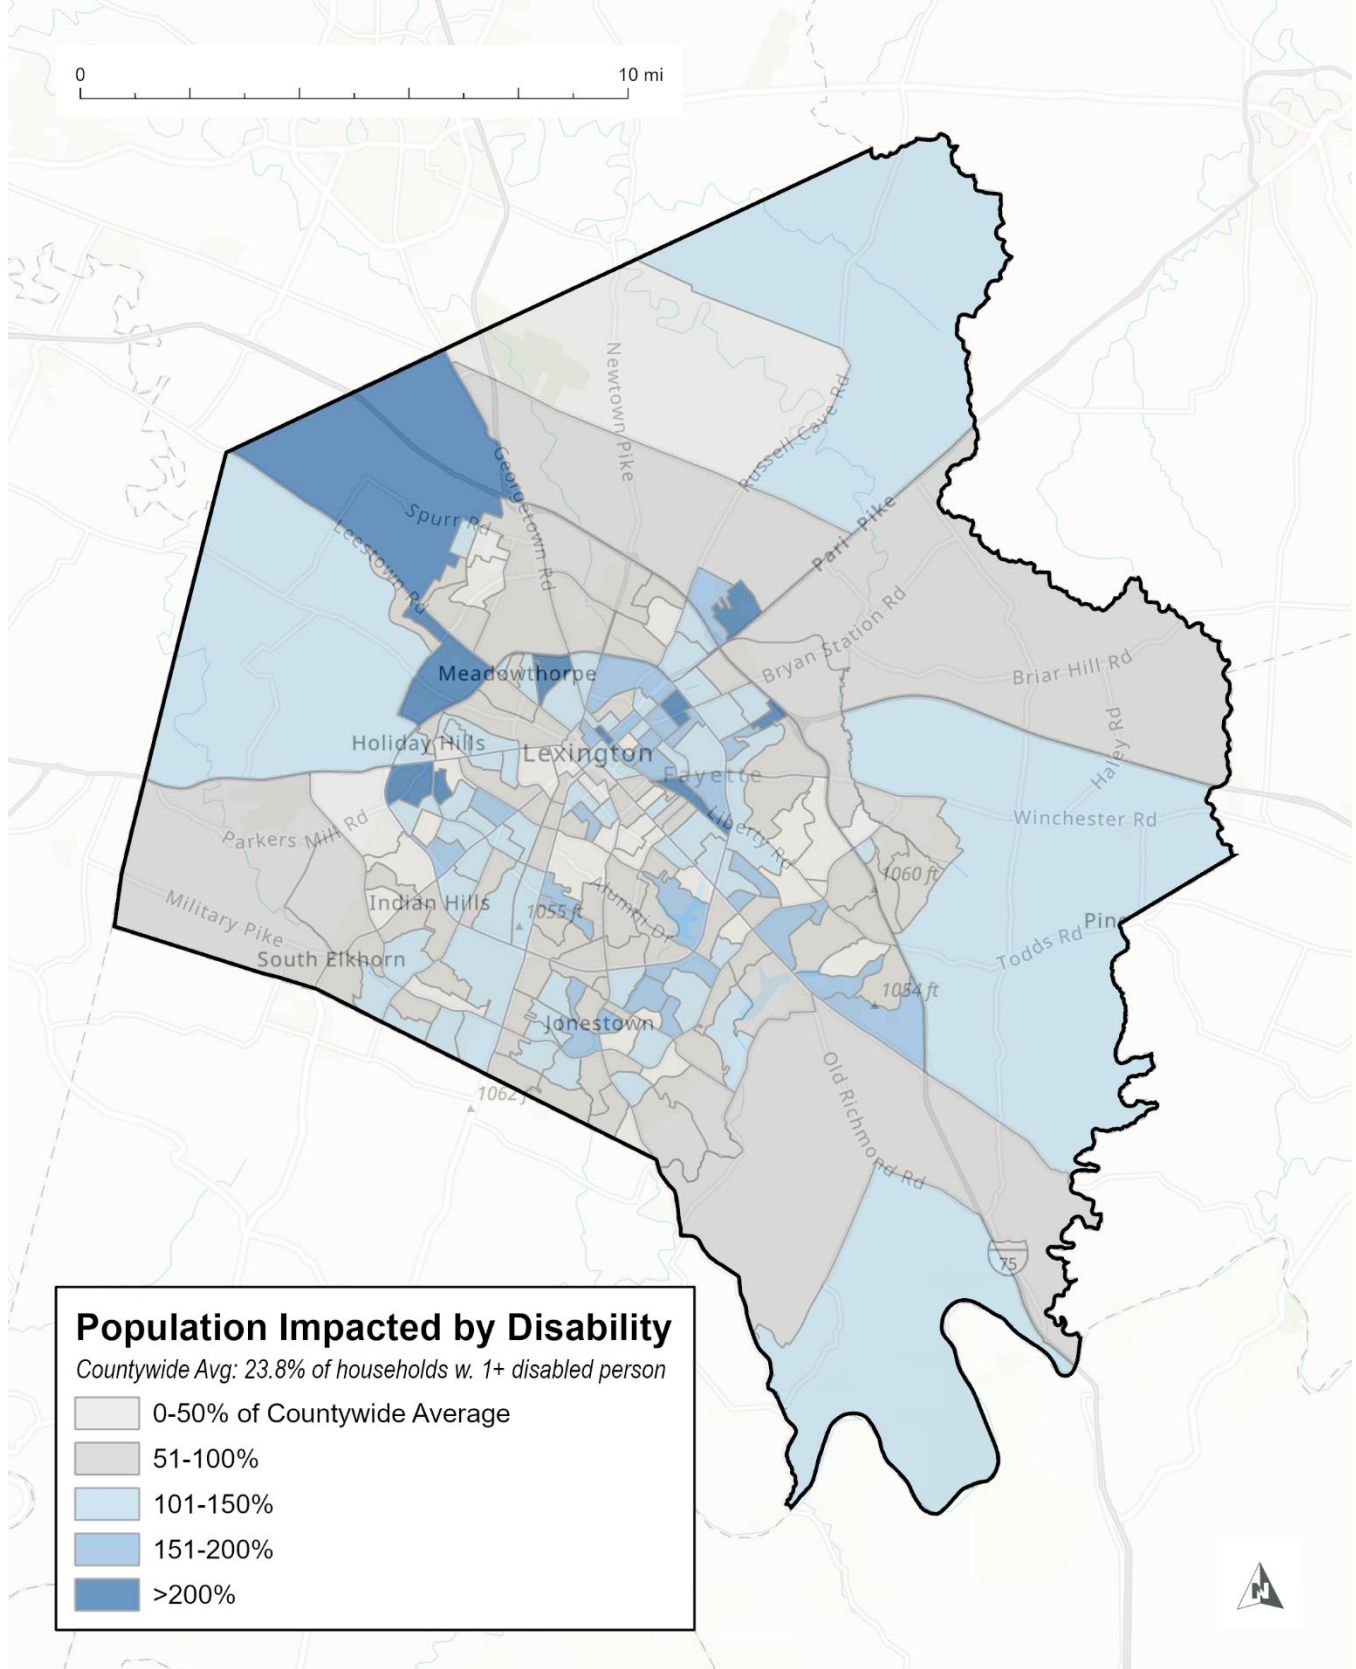 0 10 mi
Newtown Pike
Russell Cave Rd
Georgetown Rd
Spurr Rd
Leestown Rd
Pari Pike
Bryan Station Rd
Briar Hill Rd
Meadowthorpe
Haley Rd
Holiday Hills
Lexington
Fayette
Winchester Rd
Parkers Mill Rd
Liberty Rd
1060 ft
Indian Hills
Alumni Dr
1055 ft
Military Pike
Pine
Todds Rd
South Elkhorn
1054 ft
Jonestown
1062 f
Old Richmond Rd
75
Population Impacted by Disability
Countywide Avg: 23.8% of households w. 1+ disabled person
0-50% of Countywide Average
51-100%
101-150%
151-200%
>200%
N